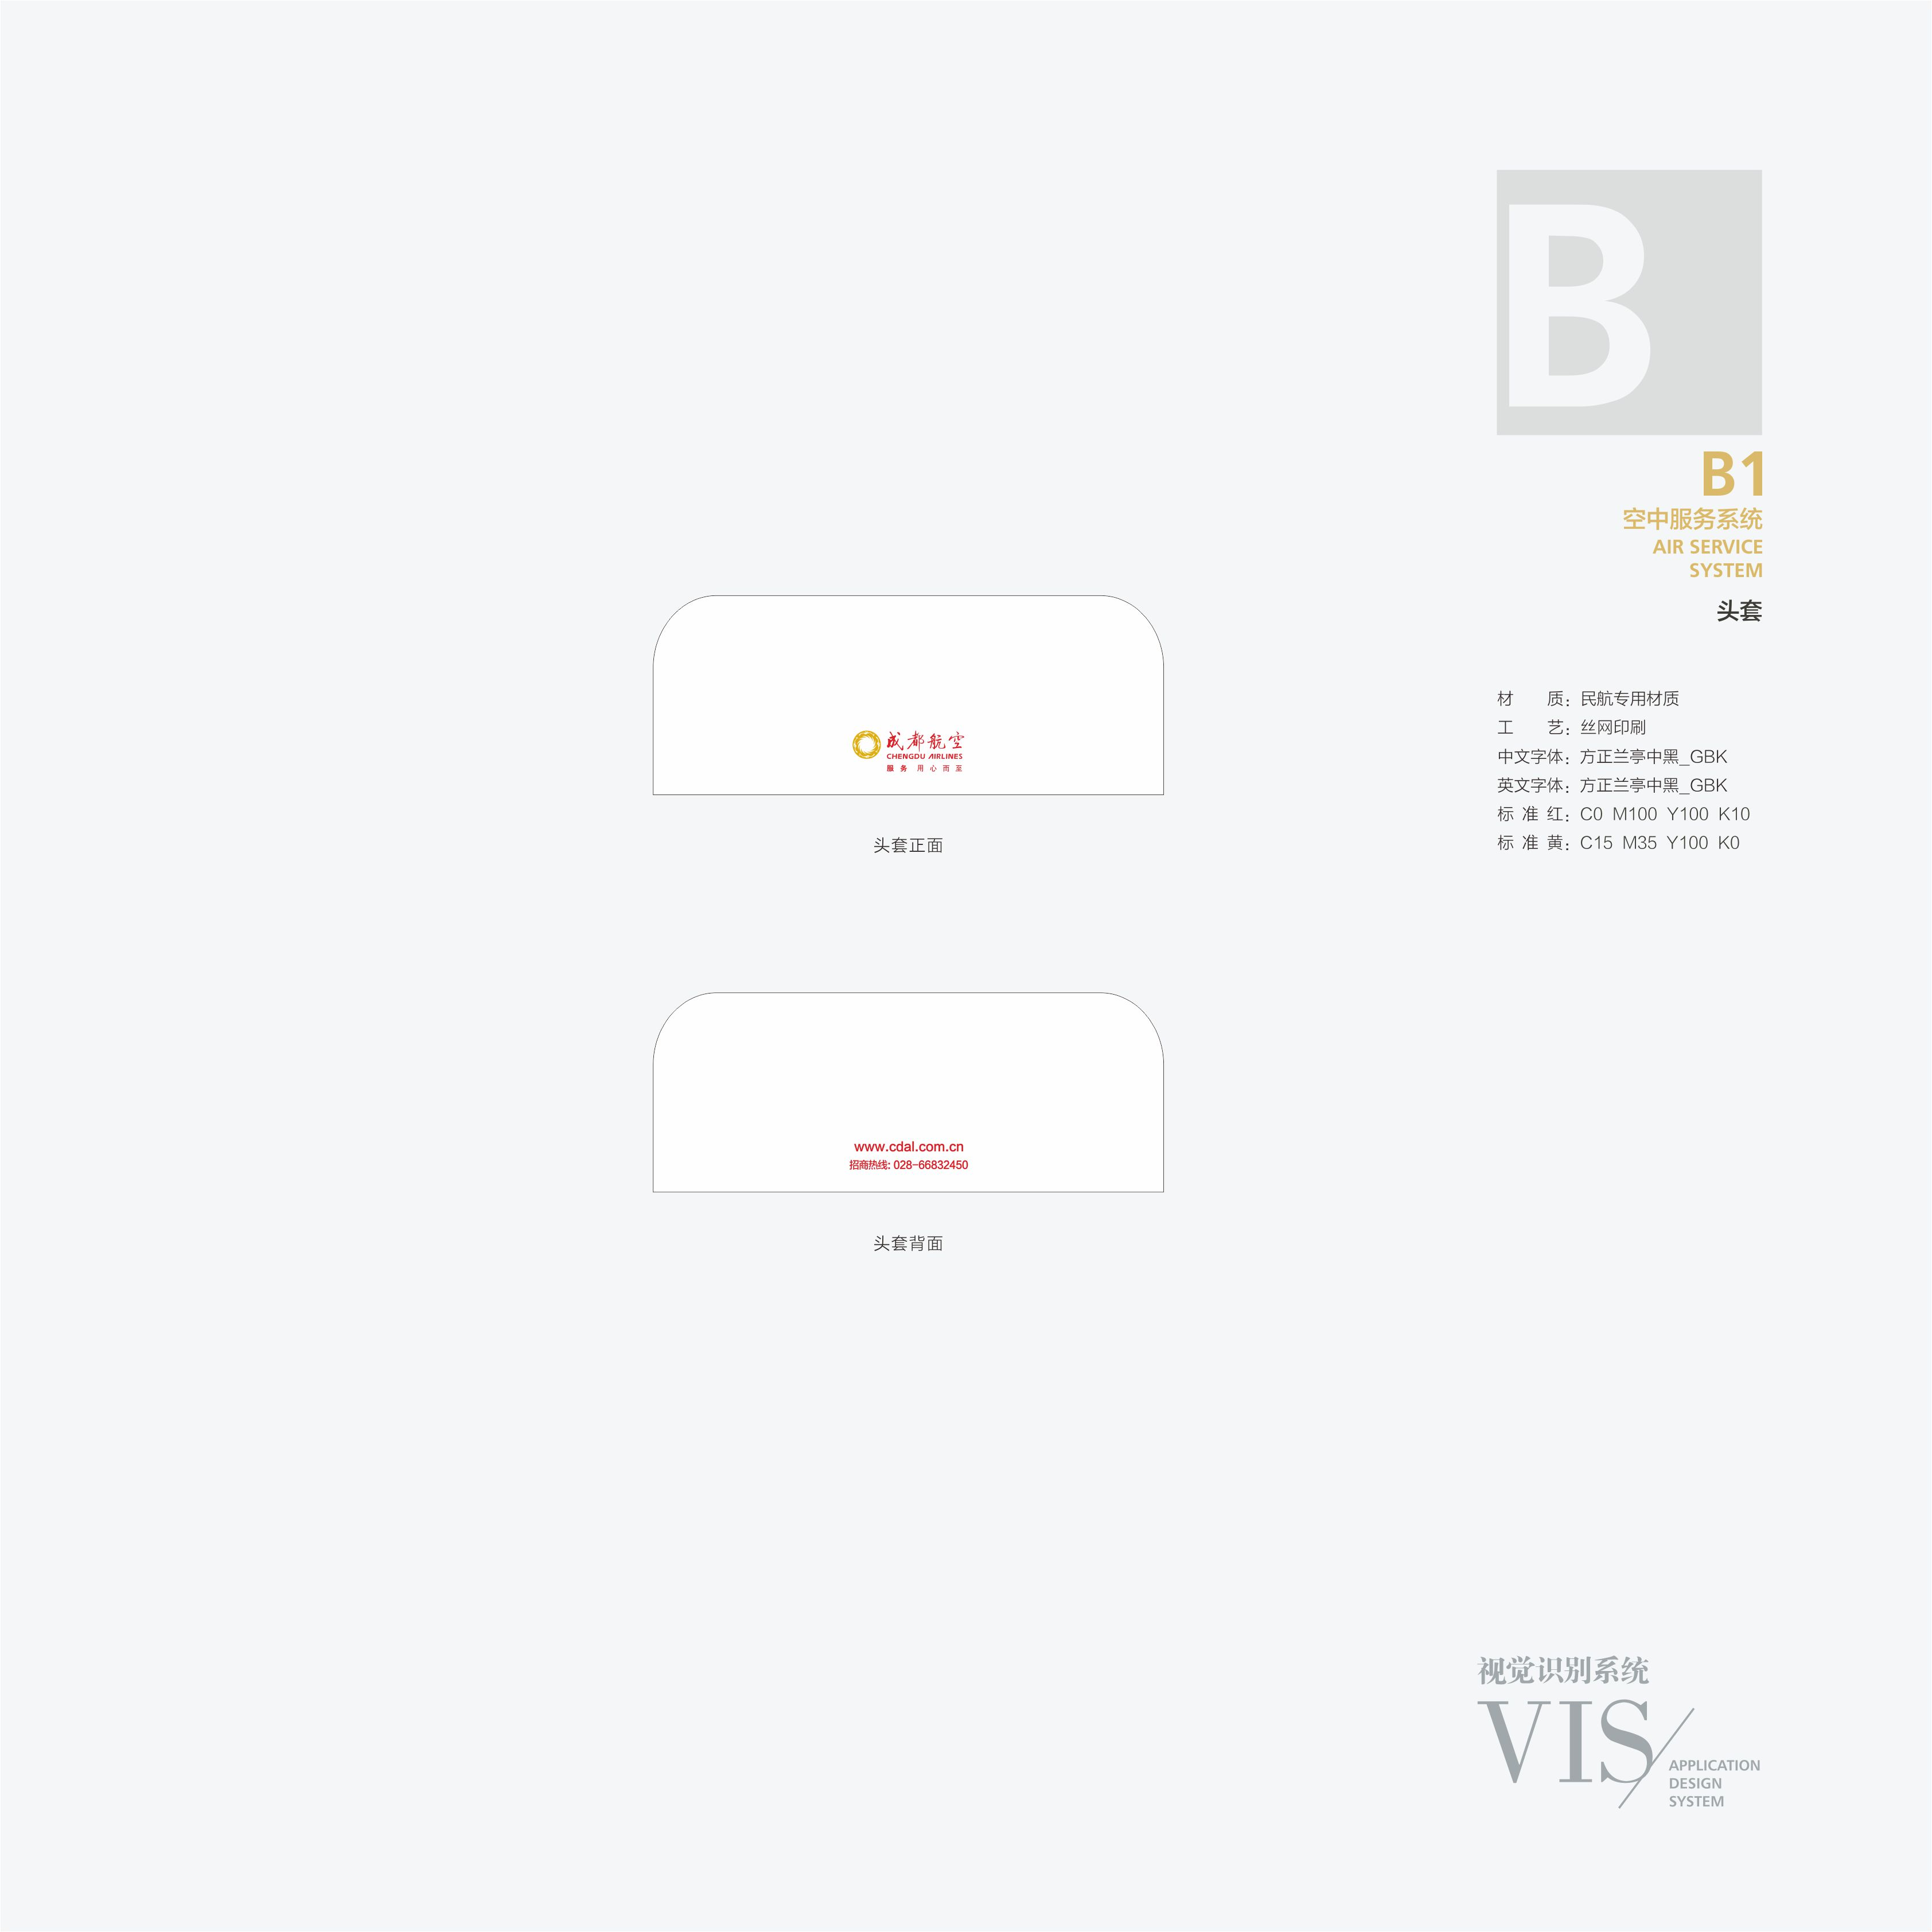 B
B1
空中服务系统
AIR SERVICE
SYSTEM
头套
材 质：民航专用材质
工 艺：丝网印刷
中文字体：方正兰亭中黑_GBK
英文字体：方正兰亭中黑_GBK
标 准 红：C0 M100 Y100 K10
标 准 黄：C15 M35 Y100 K0
成都航空
CHENGDU AIRLINES
服务 用心而至
头套正面
www.cdal.com.cn
招商热线: 028-66832450
头套背面
视觉识别系统
VIS
APPLICATION
DESIGN
SYSTEM